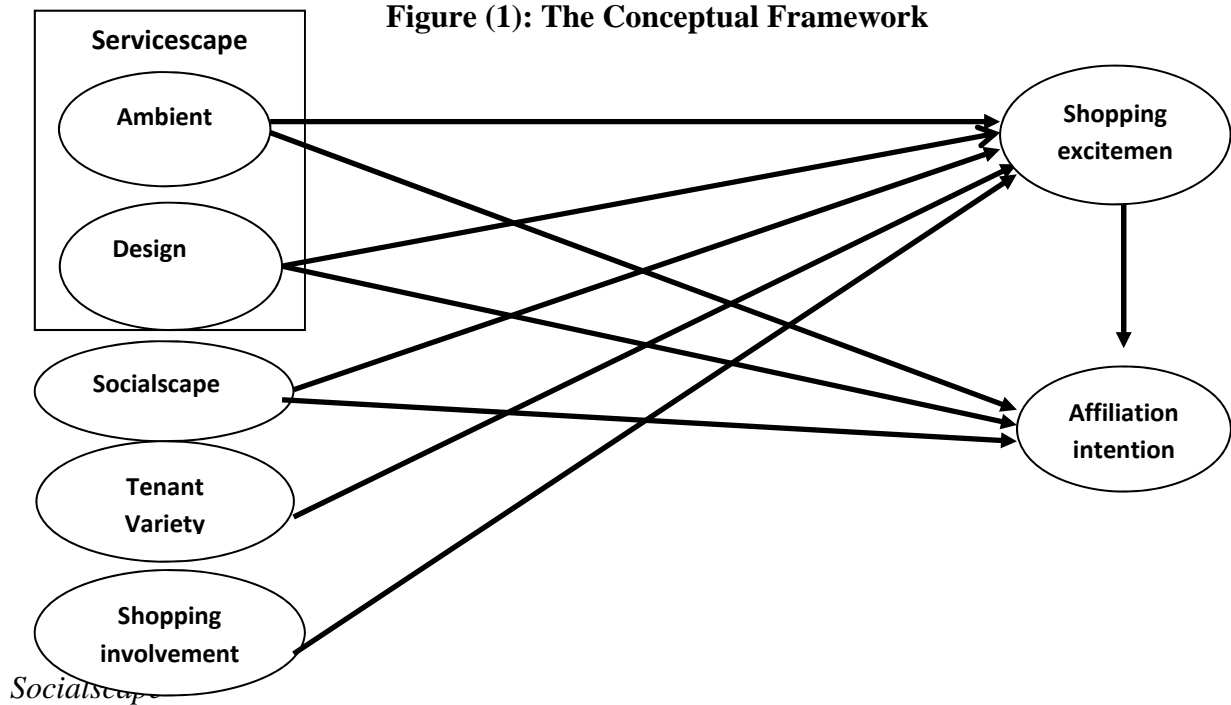 Figure (1): The Conceptual Framework
Servicescape
Ambient
Design
Socialscape
Tenant
Variety
Shopping
involvement
Shopping
excitemen
Affiliation
intention
Socialscape